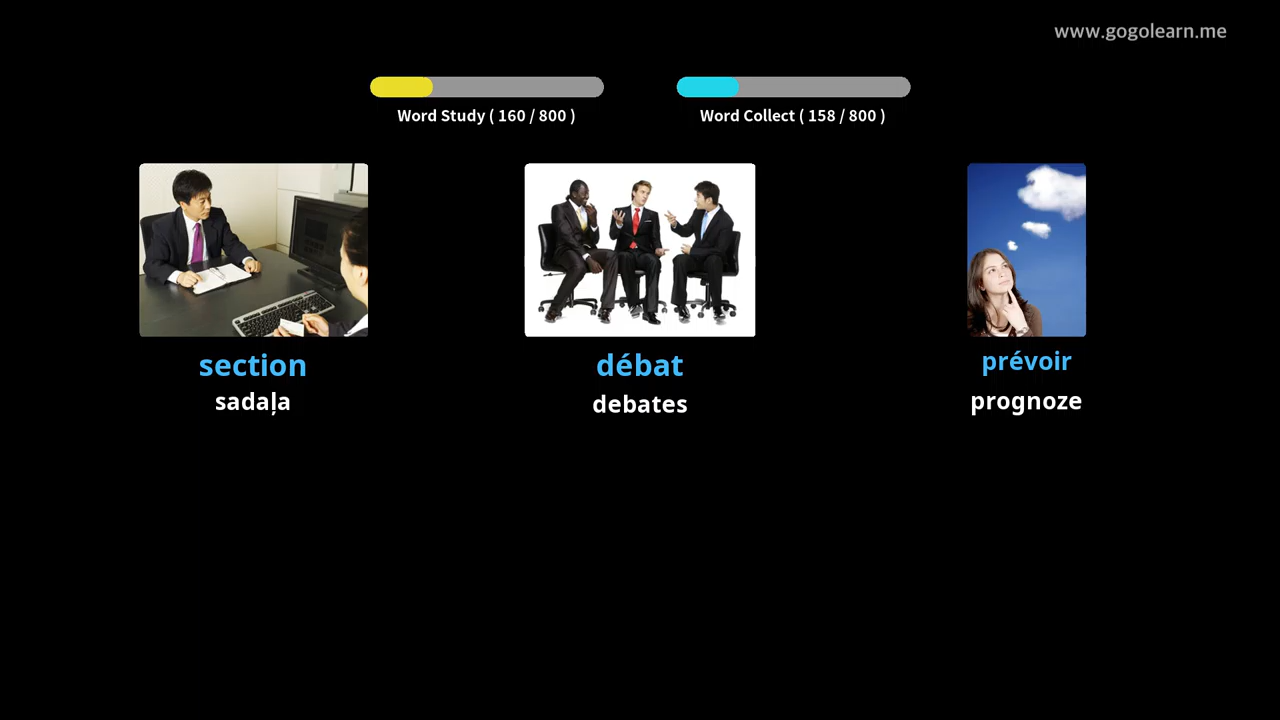 www.gogolearn.me
Word Study ( 160 / 800 )
Word Collect ( 158 / 800 )
section
sadaļa
débat
debates
prévoir
prognoze